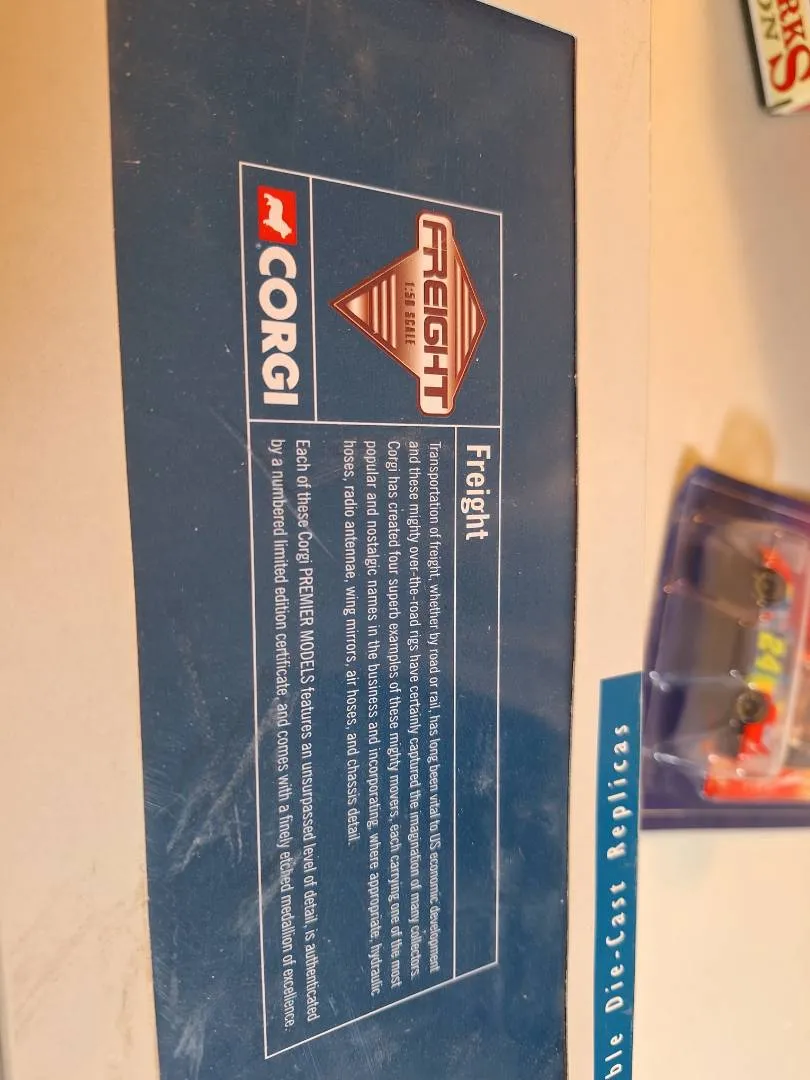 FREIGHT
1:50 SCALE
CORGI
Freight
Transportation of freight, whether by road or rail, has long been vital to US economic development
and these mighty over-the-road rigs have certainly captured the imagination of many collectors.
Corgi has created four superb examples of these mighty movers, each carrying one of the most
popular and nostalgic names in the business and incorporating, where appropriate, hydraulic
hoses, radio antennae, wing mirrors, air hoses, and chassis detail.
Each of these Corgi PREMIER MODELS features an unsurpassed level of detail, is authenticated
by a numbered limited edition certificate, and comes with a finely etched medallion of excellence.
ble Die-Cast Replicas
RKS
ON
24